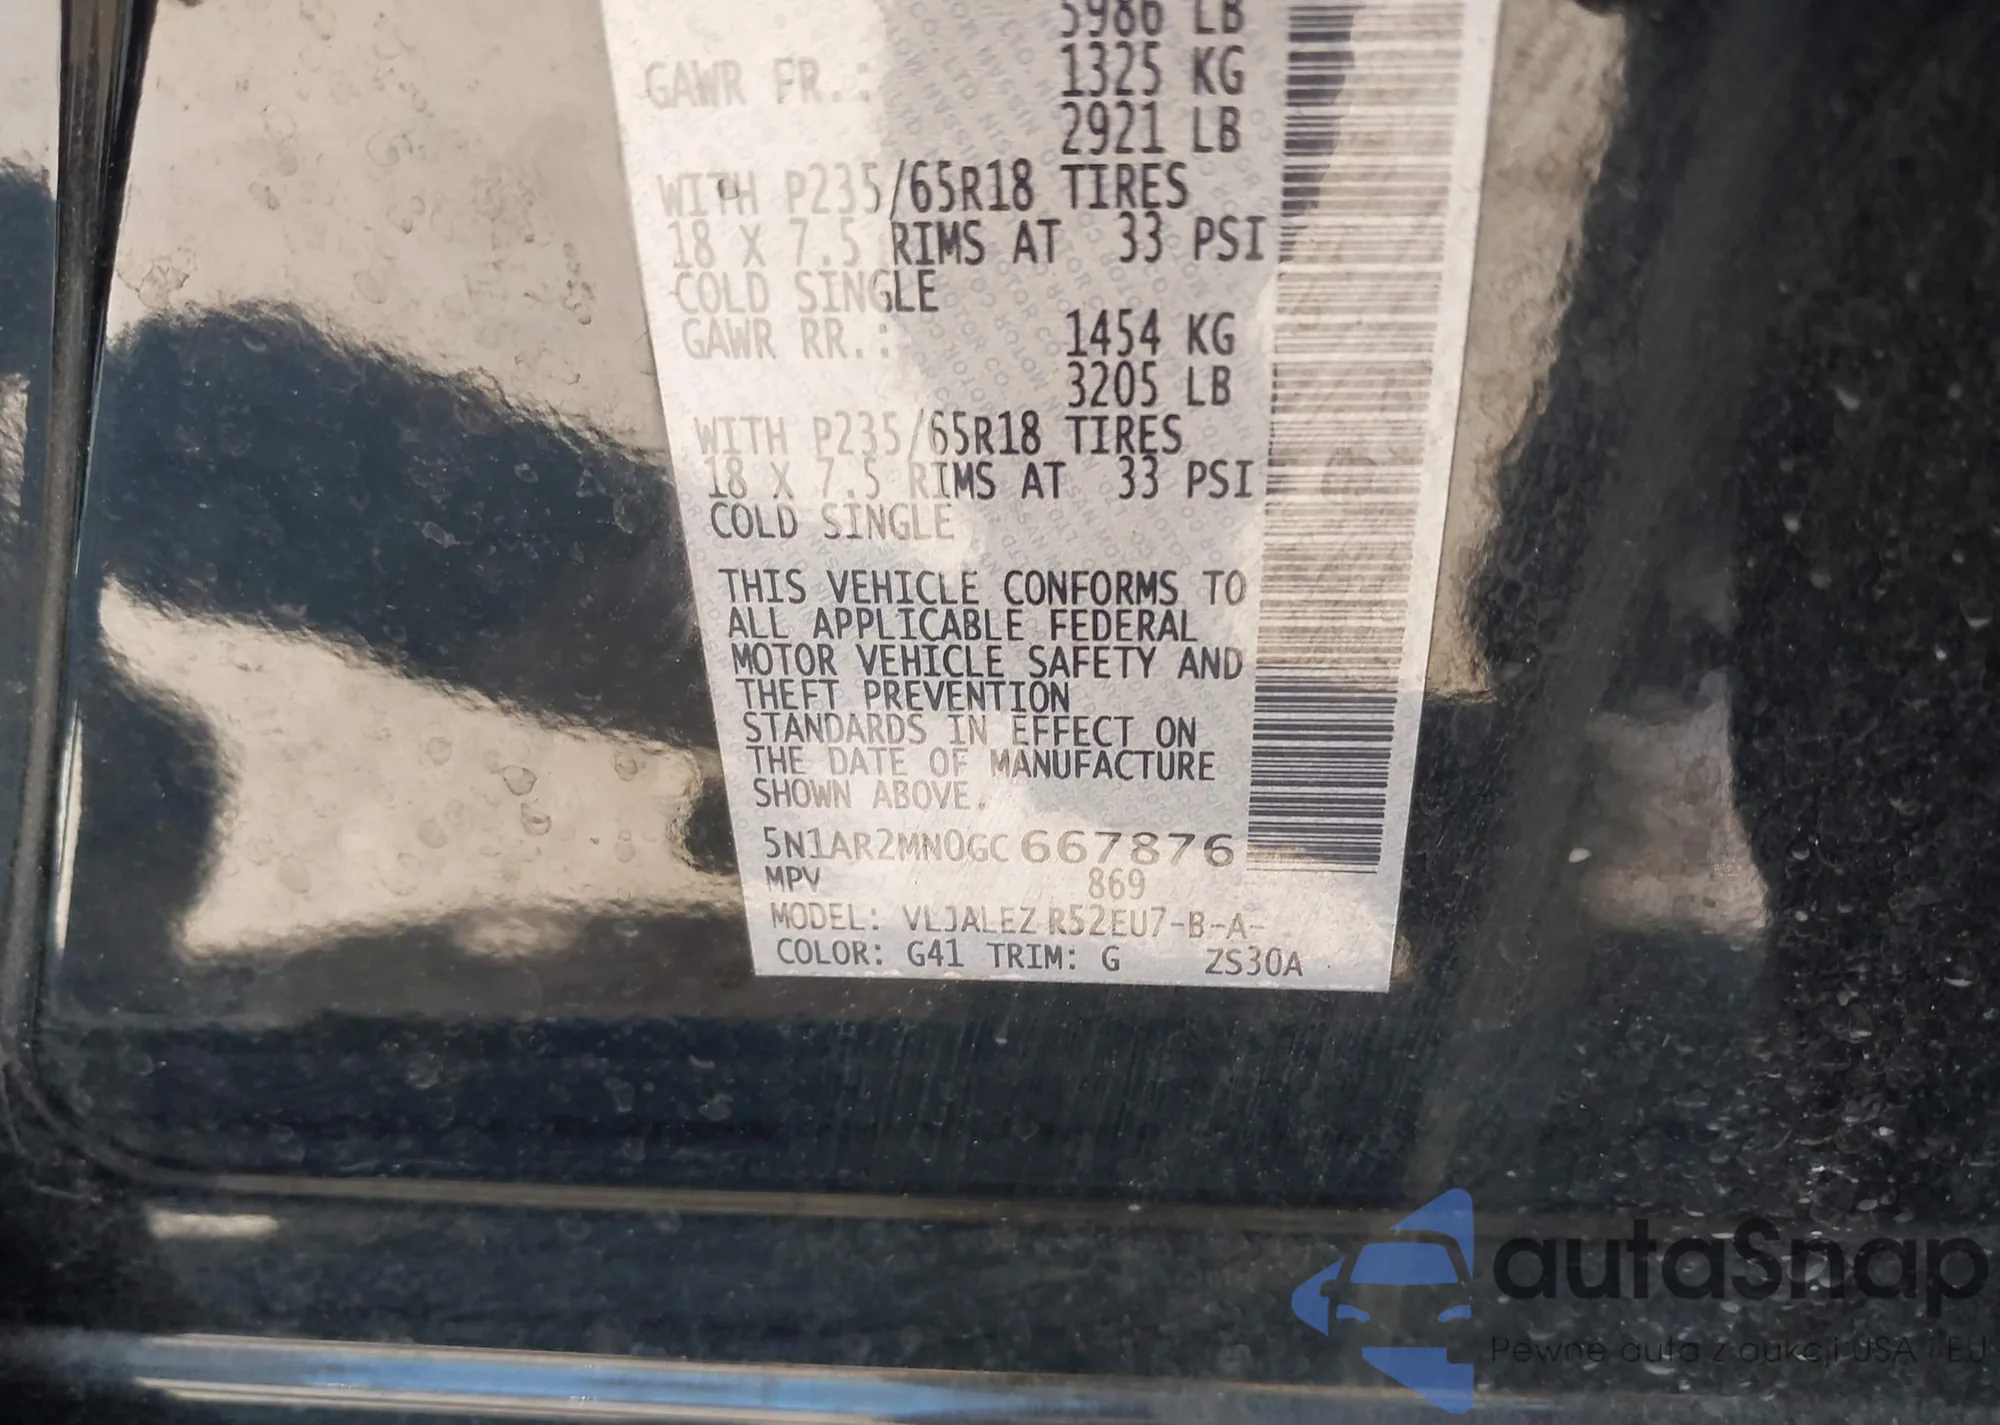 5986 LB
GAWR FR.: 1325 KG
2921 LB
WITH P235/65R18 TIRES
18 X 7.5 RIMS AT 33 PSI
COLD SINGLE
GAWR RR.: 1454 KG
3205 LB
WITH P235/65R18 TIRES
18 X 7.5 RIMS AT 33 PSI
COLD SINGLE
THIS VEHICLE CONFORMS TO
ALL APPLICABLE FEDERAL
MOTOR VEHICLE SAFETY AND
THEFT PREVENTION
STANDARDS IN EFFECT ON
THE DATE OF MANUFACTURE
SHOWN ABOVE.
5N1AR2MN0GC667876
MPV 869
MODEL: VLJALEZ R52EU7-B-A-
COLOR: G41 TRIM: G ZS30A
autaSnap
Pewne auta z aukcji USA i EU